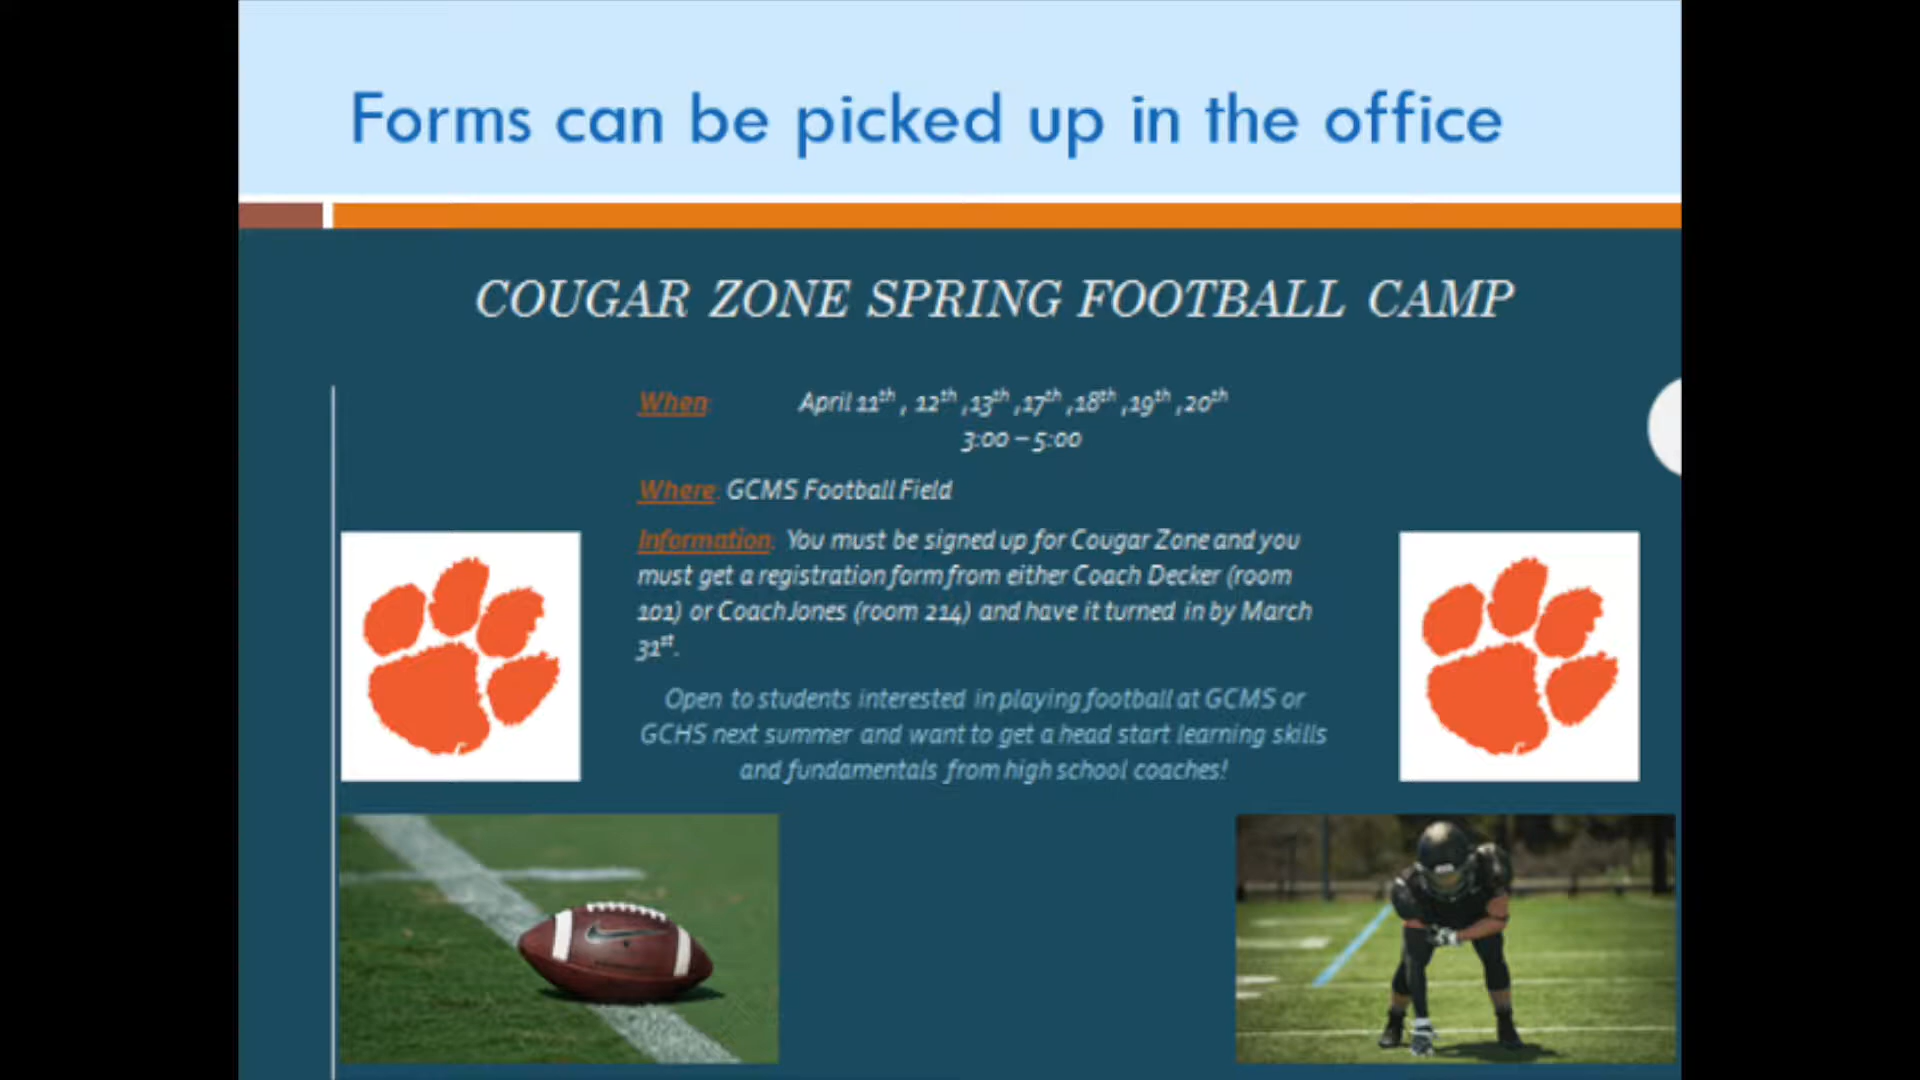 Forms can be picked up in the office
COUGAR ZONE SPRING FOOTBALL CAMP
When: April 11th , 12th ,13th ,17th ,18th ,19th ,20th
3:00 – 5:00
Where: GCMS Football Field
Information: You must be signed up for Cougar Zone and you
must get a registration form from either Coach Decker (room
101) or Coach Jones (room 214) and have it turned in by March
31st.
Open to students interested in playing football at GCMS or
GCHS next summer and want to get a head start learning skills
and fundamentals from high school coaches!